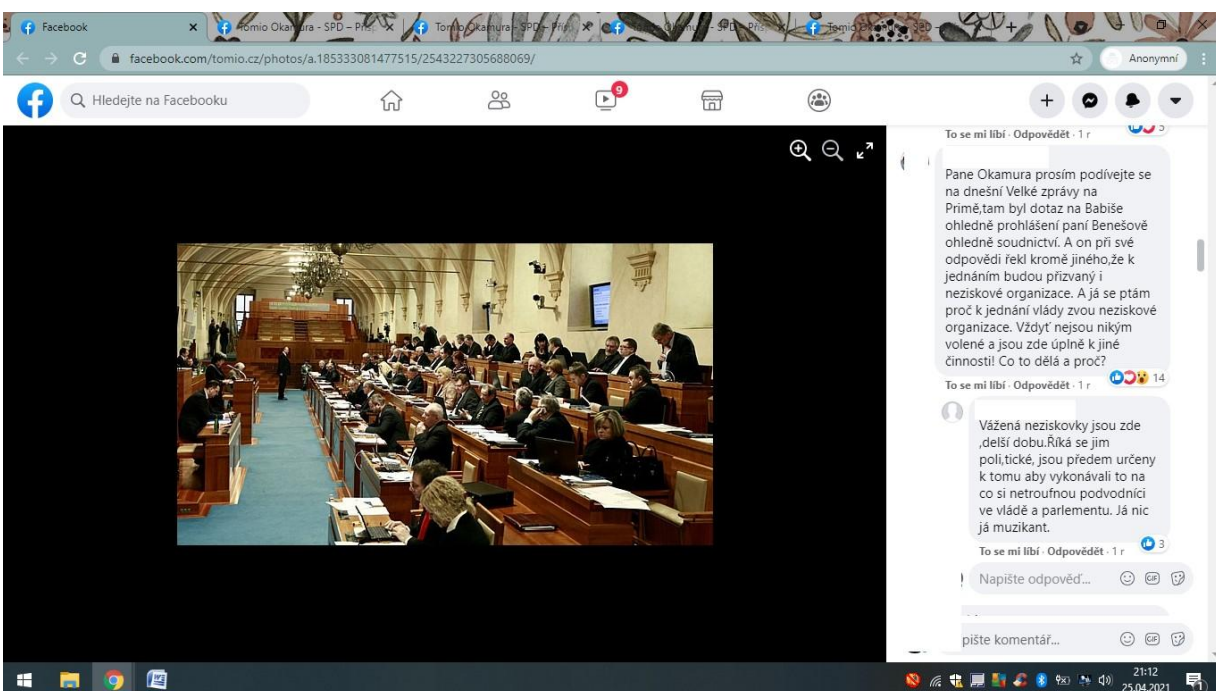 Facebook
Tomio Okamura - SPD
facebook.com/tomio.cz/photos/a.185333081477515/2543227305688069/
Anonymní
Hledejte na Facebooku
9
To se mi líbí · Odpovědět · 1 r
5
Pane Okamura prosím podívejte se
na dnešní Velké zprávy na
Primě,tam byl dotaz na Babiše
ohledně prohlášení paní Benešově
ohledně soudnictví. A on při své
odpovědi řekl kromě jiného,že k
jednáním budou přizvaný i
neziskové organizace. A já se ptám
proč k jednání vlády zvou neziskové
organizace. Vždyť nejsou nikým
volené a jsou zde úplně k jiné
činnosti! Co to dělá a proč?
To se mi líbí · Odpovědět · 1 r
14
Vážená neziskovky jsou zde
,delší dobu.Říká se jim
poli,tické, jsou předem určeny
k tomu aby vykonávali to na
co si netroufnou podvodníci
ve vládě a parlementu. Já nic
já muzikant.
To se mi líbí · Odpovědět · 1 r
3
Napište odpověď...
GIF
pište komentář...
GIF
21:12
25.04.2021